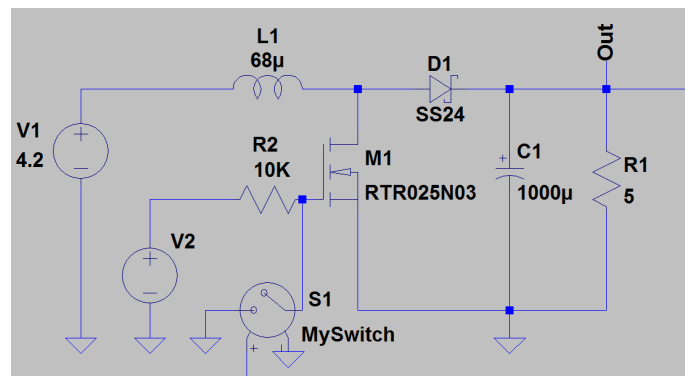 Out
L1
68µ
D1
SS24
V1
4.2
R2
10K
M1
RTR025N03
C1
1000µ
R1
5
V2
S1
MySwitch